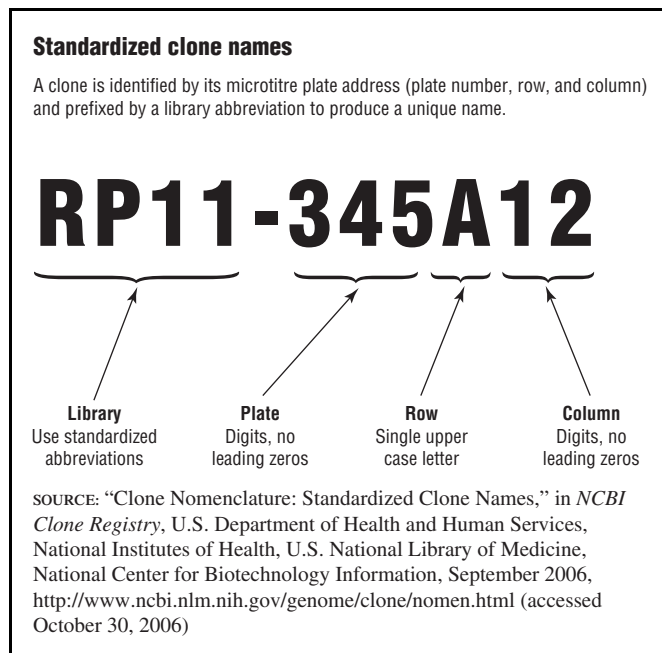 Standardized clone names
A clone is identified by its microtitre plate address (plate number, row, and column)
and prefixed by a library abbreviation to produce a unique name.
RP11-345A12
Library
Use standardized
abbreviations
Plate
Digits, no
leading zeros
Row
Single upper
case letter
Column
Digits, no
leading zeros
SOURCE: “Clone Nomenclature: Standardized Clone Names,” in NCBI
Clone Registry, U.S. Department of Health and Human Services,
National Institutes of Health, U.S. National Library of Medicine,
National Center for Biotechnology Information, September 2006,
http://www.ncbi.nlm.nih.gov/genome/clone/nomen.html (accessed
October 30, 2006)